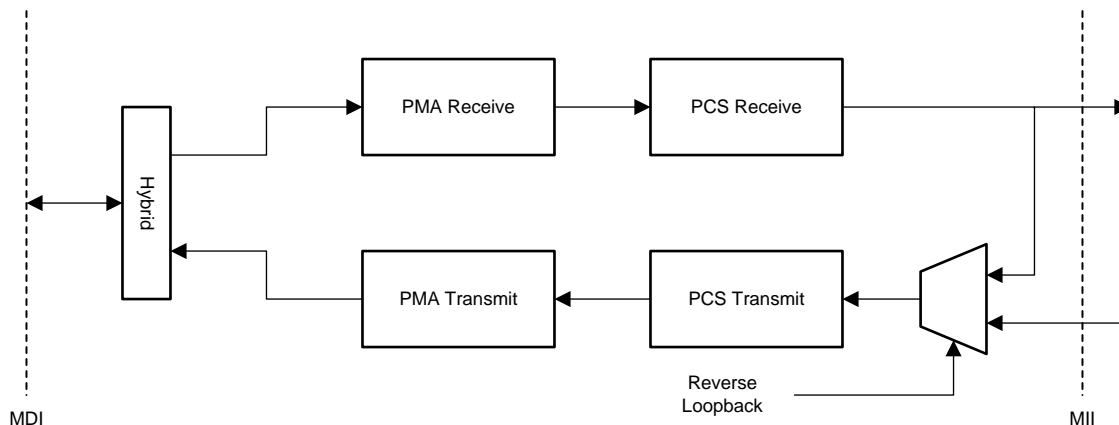 PMA Receive
PCS Receive
Hybrid
PMA Transmit
PCS Transmit
Reverse
Loopback
MDI
MII